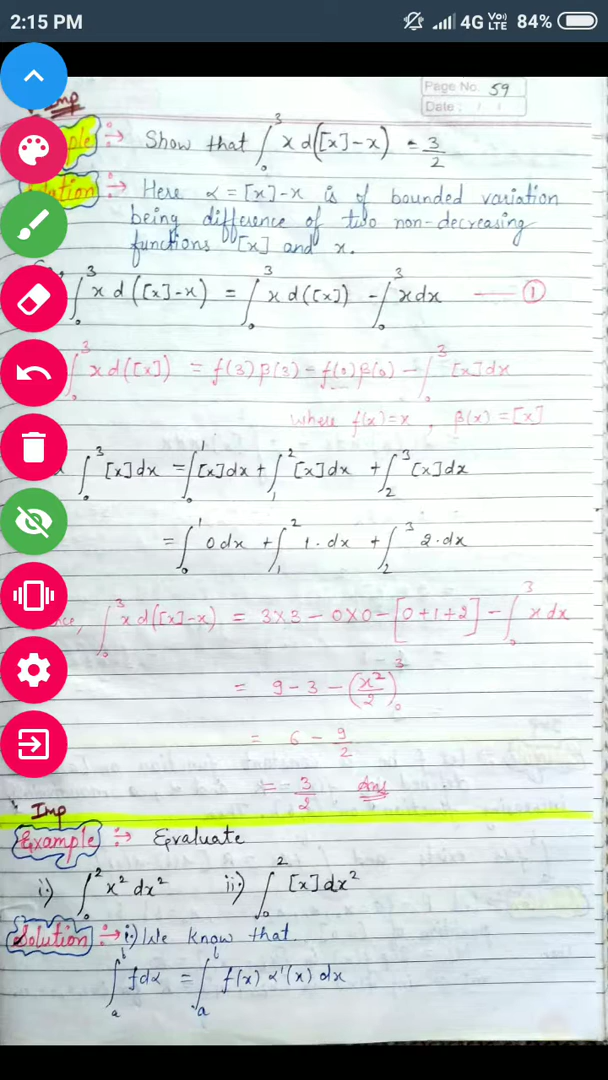 2:15 PM 4G Vo)) LTE 84%
Page No. 59
Date: / /
Imp
ple :→ Show that ∫₀³ x d([x]-x) = 3/2
ution :→ Here α = [x]-x is of bounded variation
being difference of two non-decreasing
functions [x] and x.
∫₀³ x d([x]-x) = ∫₀³ x d([x]) - ∫₀³ x dx —— ①
∫₀³ x d([x]) = f(3)β(3) - f(0)β(0) - ∫₀³ [x] dx
where f(x)=x , β(x)=[x]
∫₀³ [x] dx = ∫₀¹ [x] dx + ∫₁² [x] dx + ∫₂³ [x] dx
= ∫₀¹ 0 dx + ∫₁² 1. dx + ∫₂³ 2. dx
ce, ∫₀³ x d([x]-x) = 3×3 - 0×0 - [0+1+2] - ∫₀³ x dx
= 9-3 - (x²/2)₀³
= 6 - 9/2
= 3/2 Ans
Imp
Example :→ Evaluate
i) ∫₀² x² dx² ii) ∫₀² [x] dx²
Solution :→ i) We know that
∫ₐᵇ f dα = ∫ₐᵇ f(x) α'(x) dx